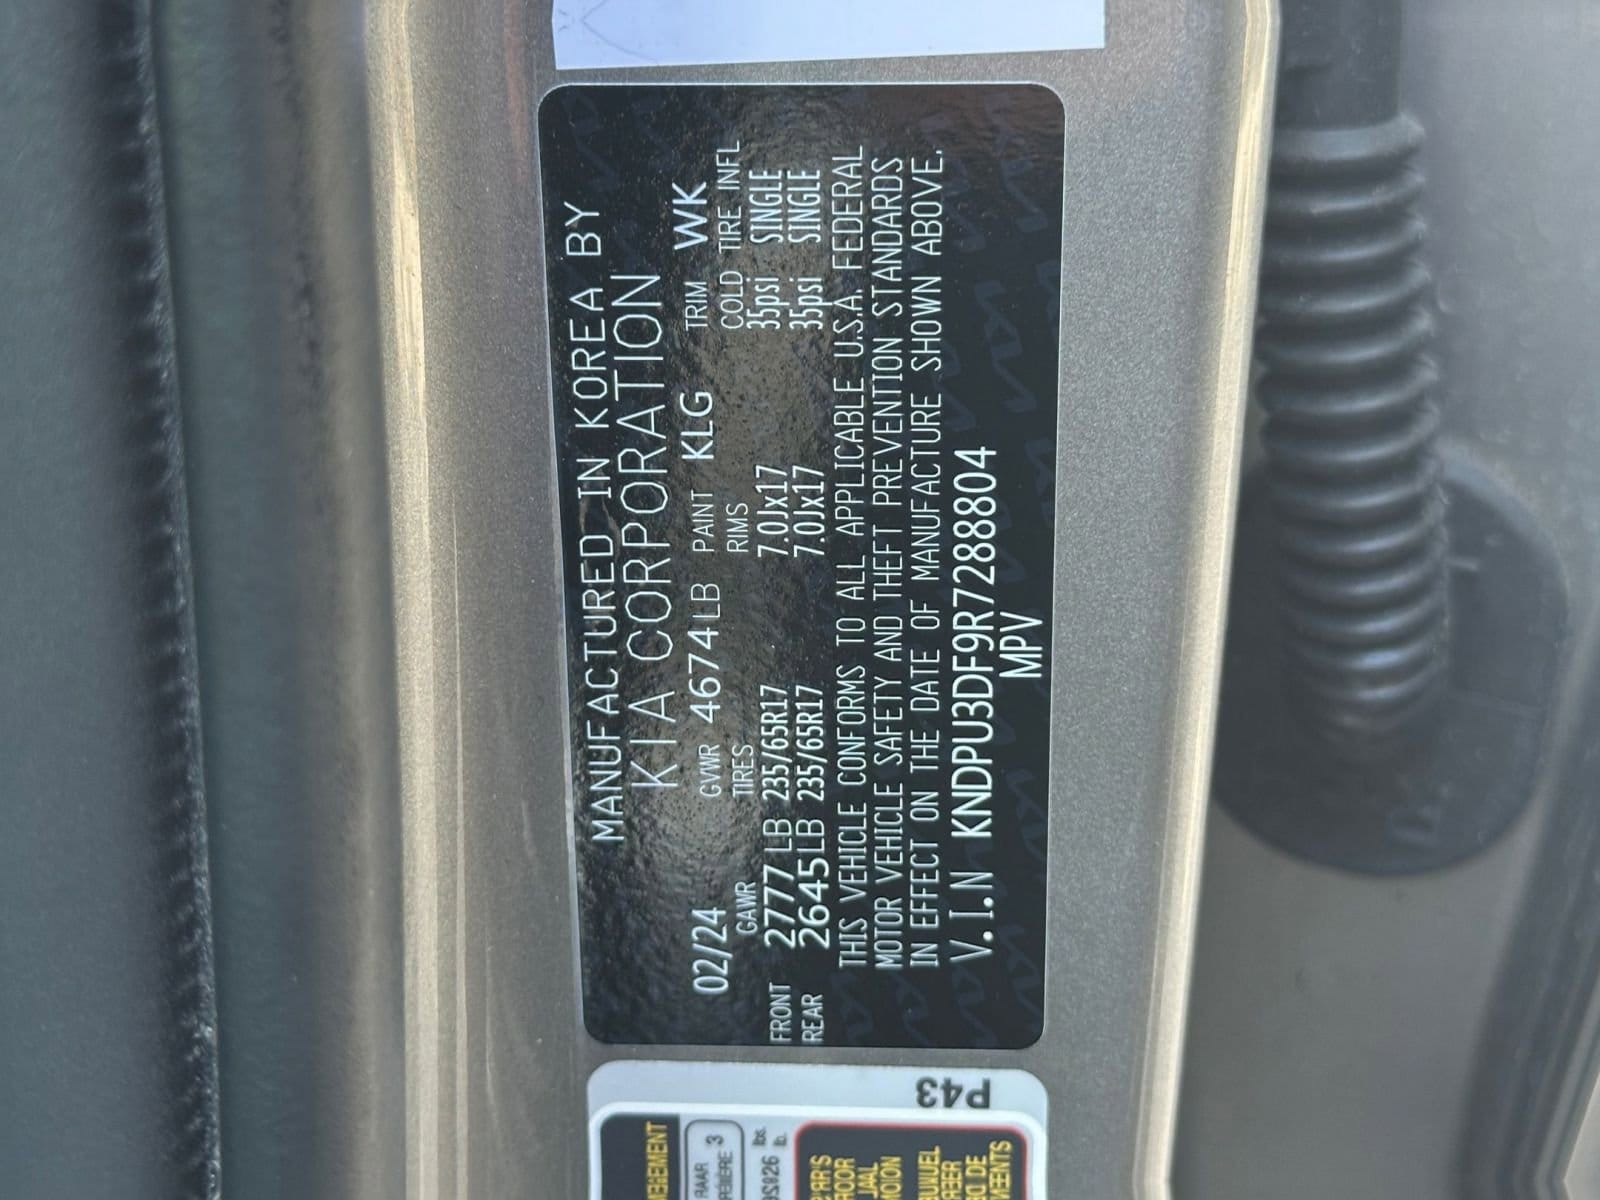 MANUFACTURED IN KOREA BY
KIA CORPORATION
02/24 GVWR 4674LB PAINT KLG TRIM WK
GAWR TIRES RIMS COLD TIRE INFL
FRONT 2777LB 235/65R17 7.0Jx17 35psi SINGLE
REAR 2645LB 235/65R17 7.0Jx17 35psi SINGLE
THIS VEHICLE CONFORMS TO ALL APPLICABLE U.S.A. FEDERAL
MOTOR VEHICLE SAFETY AND THEFT PREVENTION STANDARDS
IN EFFECT ON THE DATE OF MANUFACTURE SHOWN ABOVE.
V.I.N KNDPU3DF9R7288804
MPV
P43